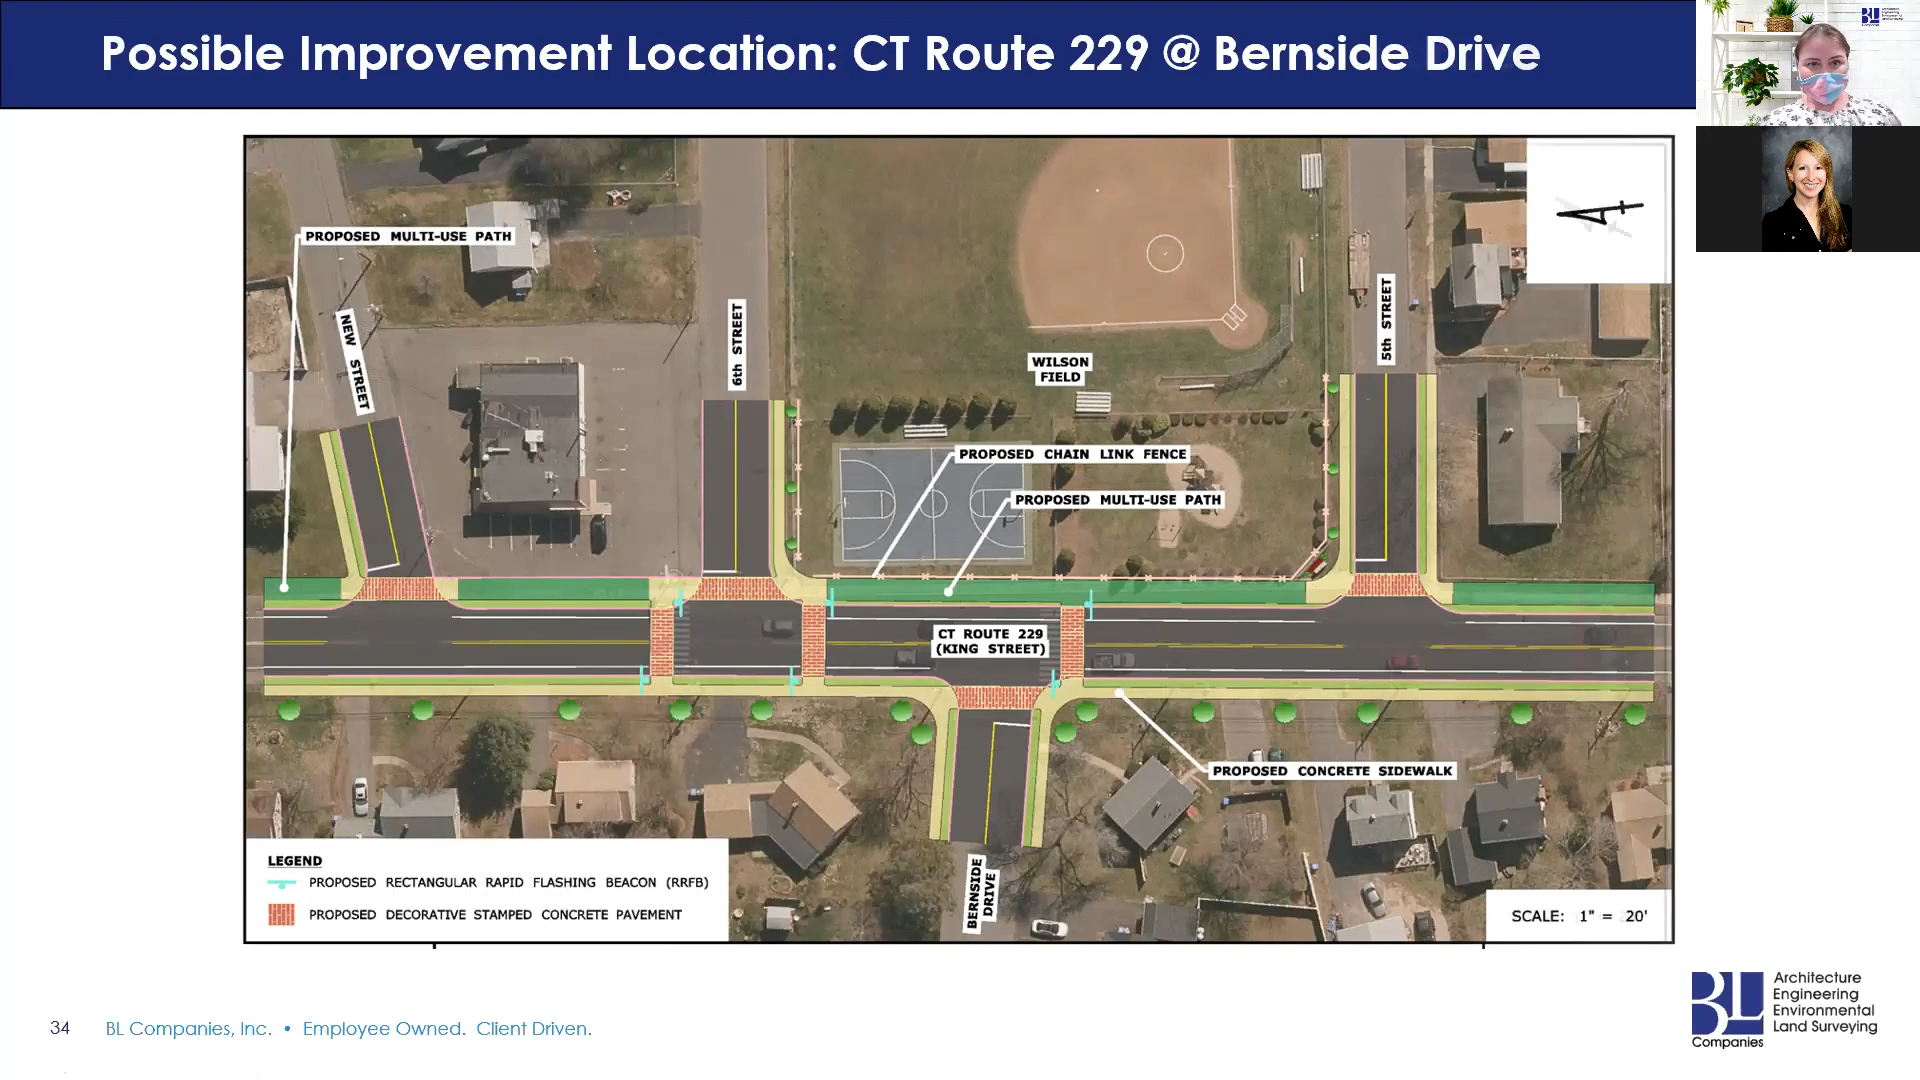 Possible Improvement Location: CT Route 229 @ Bernside Drive
PROPOSED MULTI-USE PATH
NEW STREET
6th STREET
WILSON
FIELD
5th STREET
PROPOSED CHAIN LINK FENCE
PROPOSED MULTI-USE PATH
CT ROUTE 229
(KING STREET)
PROPOSED CONCRETE SIDEWALK
BERNSIDE
DRIVE
LEGEND
PROPOSED RECTANGULAR RAPID FLASHING BEACON (RRFB)
PROPOSED DECORATIVE STAMPED CONCRETE PAVEMENT
SCALE: 1" = 20'
34
BL Companies, Inc. • Employee Owned. Client Driven.
BL
Companies
Architecture
Engineering
Environmental
Land Surveying